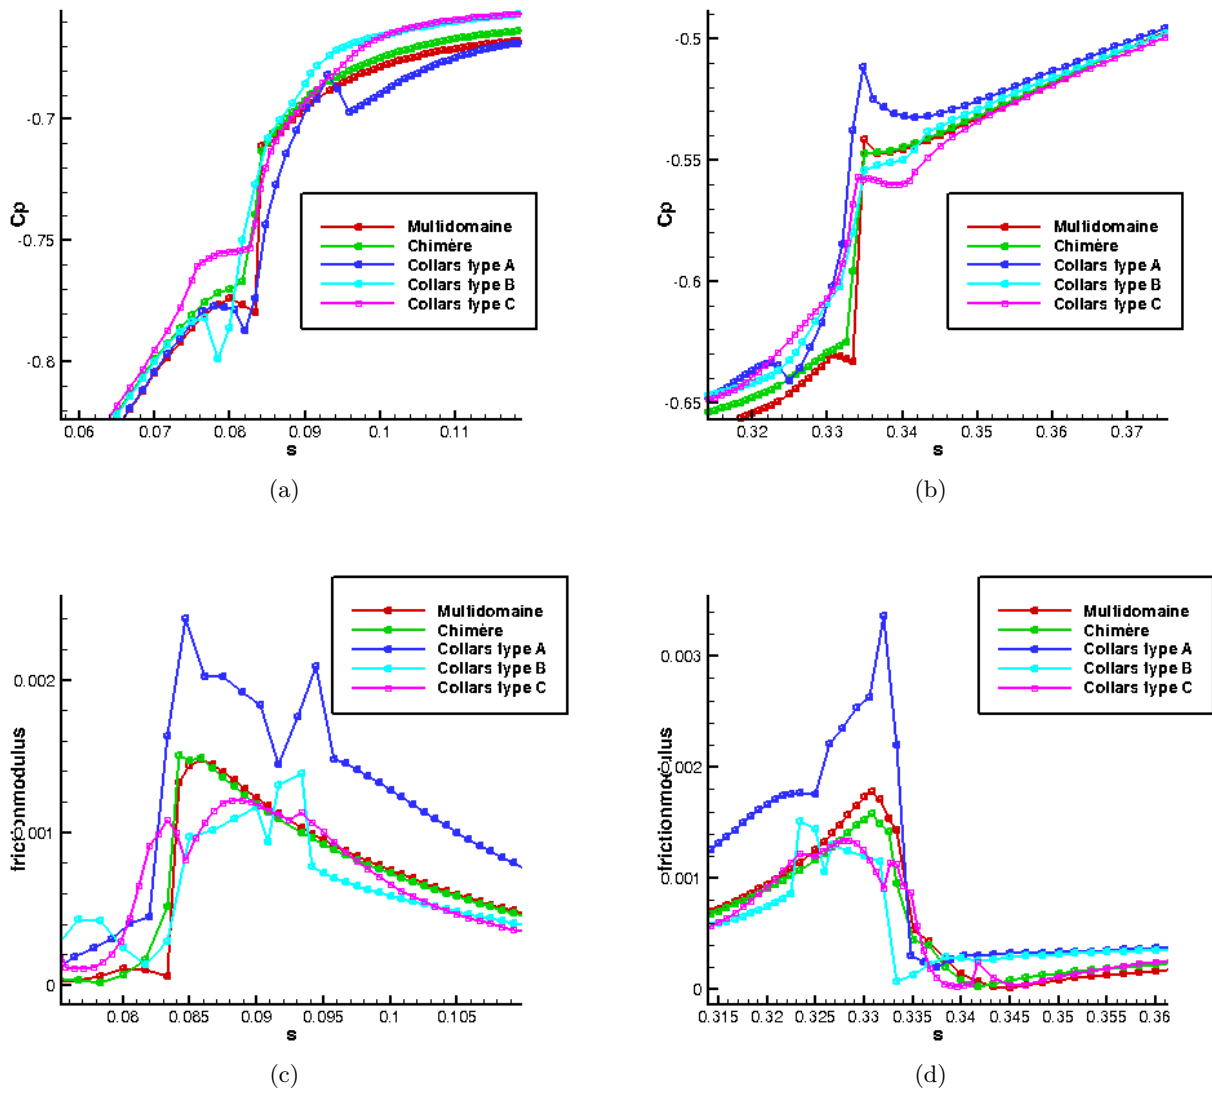 -0.7
-0.75
-0.8
Cp
0.06 0.07 0.08 0.09 0.1 0.11
s
Multidomaine
Chimère
Collars type A
Collars type B
Collars type C
(a)
-0.5
-0.55
-0.6
-0.65
Cp
0.32 0.33 0.34 0.35 0.36 0.37
s
Multidomaine
Chimère
Collars type A
Collars type B
Collars type C
(b)
0.002
0.001
0
frictionmodulus
0.08 0.085 0.09 0.095 0.1 0.105
s
Multidomaine
Chimère
Collars type A
Collars type B
Collars type C
(c)
0.003
0.002
0.001
0
frictionmodulus
0.315 0.32 0.325 0.33 0.335 0.34 0.345 0.35 0.355 0.36
s
Multidomaine
Chimère
Collars type A
Collars type B
Collars type C
(d)